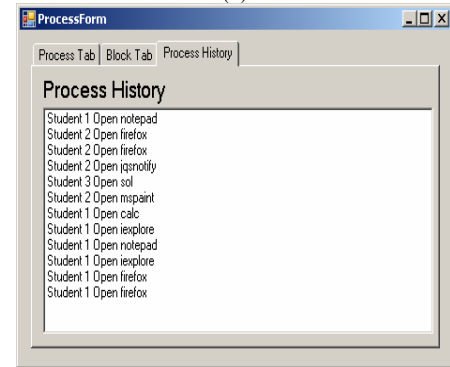 ProcessForm
Process Tab Block Tab Process History
Process History
Student 1 Open notepad
Student 2 Open firefox
Student 2 Open firefox
Student 2 Open jqsnotify
Student 3 Open sol
Student 2 Open mspaint
Student 1 Open calc
Student 1 Open iexplore
Student 1 Open notepad
Student 1 Open iexplore
Student 1 Open firefox
Student 1 Open firefox